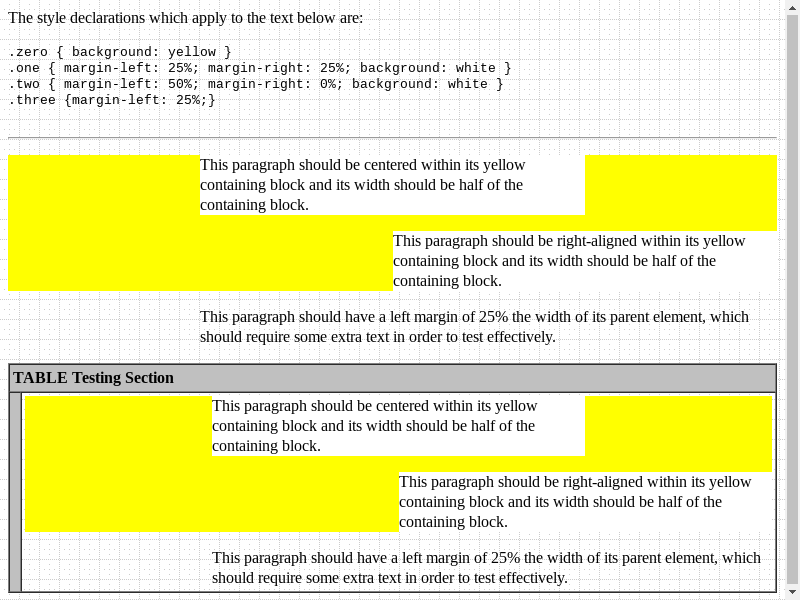 The style declarations which apply to the text below are:
.zero { background: yellow }
.one { margin-left: 25%; margin-right: 25%; background: white }
.two { margin-left: 50%; margin-right: 0%; background: white }
.three {margin-left: 25%;}
This paragraph should be centered within its yellow
containing block and its width should be half of the
containing block.
This paragraph should be right-aligned within its yellow
containing block and its width should be half of the
containing block.
This paragraph should have a left margin of 25% the width of its parent element, which
should require some extra text in order to test effectively.
TABLE Testing Section
This paragraph should be centered within its yellow
containing block and its width should be half of the
containing block.
This paragraph should be right-aligned within its yellow
containing block and its width should be half of the
containing block.
This paragraph should have a left margin of 25% the width of its parent element, which
should require some extra text in order to test effectively.